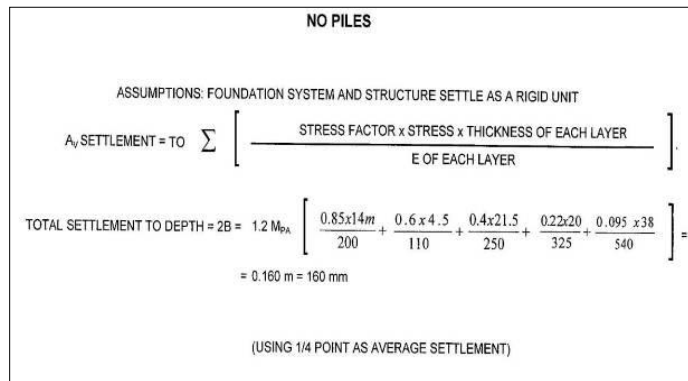 NO PILES
ASSUMPTIONS: FOUNDATION SYSTEM AND STRUCTURE SETTLE AS A RIGID UNIT
A_V SETTLEMENT = TO ∑ [ STRESS FACTOR x STRESS x THICKNESS OF EACH LAYER / E OF EACH LAYER ].
TOTAL SETTLEMENT TO DEPTH = 2B = 1.2 M_PA [ 0.85x14m/200 + 0.6 x 4.5/110 + 0.4x21.5/250 + 0.22x20/325 + 0.095 x38/540 ] =
= 0.160 m = 160 mm
(USING 1/4 POINT AS AVERAGE SETTLEMENT)